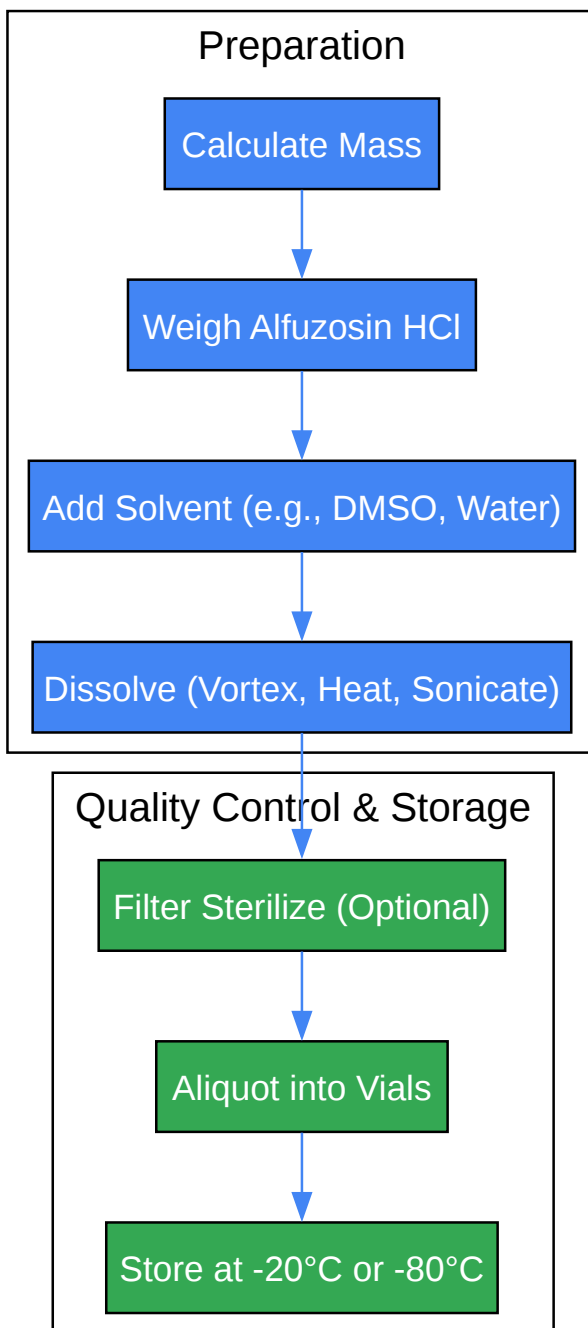 Preparation
Calculate Mass
Weigh Alfuzosin HCl
Add Solvent (e.g., DMSO, Water)
Dissolve (Vortex, Heat, Sonicate)
Quality Control & Storage
Filter Sterilize (Optional)
Aliquot into Vials
Store at -20°C or -80°C